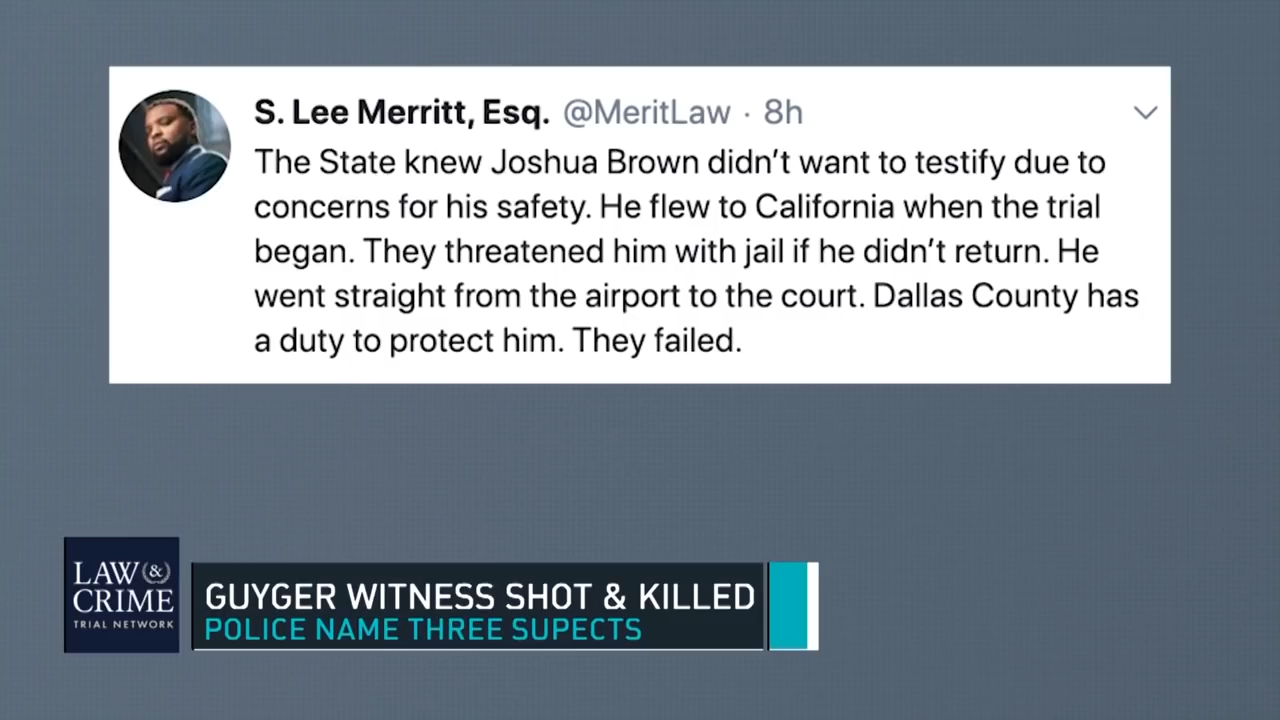 S. Lee Merritt, Esq. @MeritLaw · 8h
The State knew Joshua Brown didn't want to testify due to
concerns for his safety. He flew to California when the trial
began. They threatened him with jail if he didn't return. He
went straight from the airport to the court. Dallas County has
a duty to protect him. They failed.
LAW &
CRIME
TRIAL NETWORK
GUYGER WITNESS SHOT & KILLED
POLICE NAME THREE SUPECTS